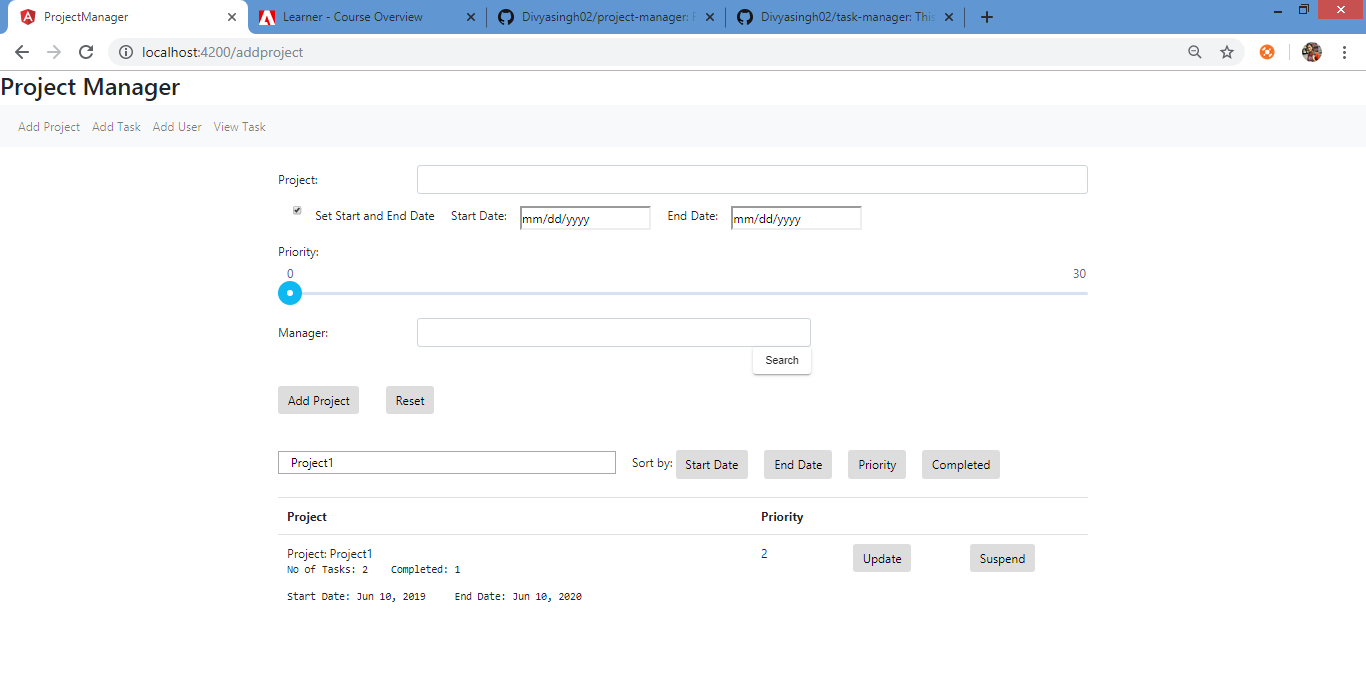 ProjectManager Learner - Course Overview Divyasingh02/project-manager: Divyasingh02/task-manager: This
localhost:4200/addproject
Project Manager
Add Project Add Task Add User View Task
Project:
Set Start and End Date Start Date: mm/dd/yyyy End Date: mm/dd/yyyy
Priority:
0 30
Manager:
Search
Add Project Reset
Project1 Sort by: Start Date End Date Priority Completed
Project Priority
Project: Project1 2 Update Suspend
No of Tasks: 2 Completed: 1
Start Date: Jun 10, 2019 End Date: Jun 10, 2020